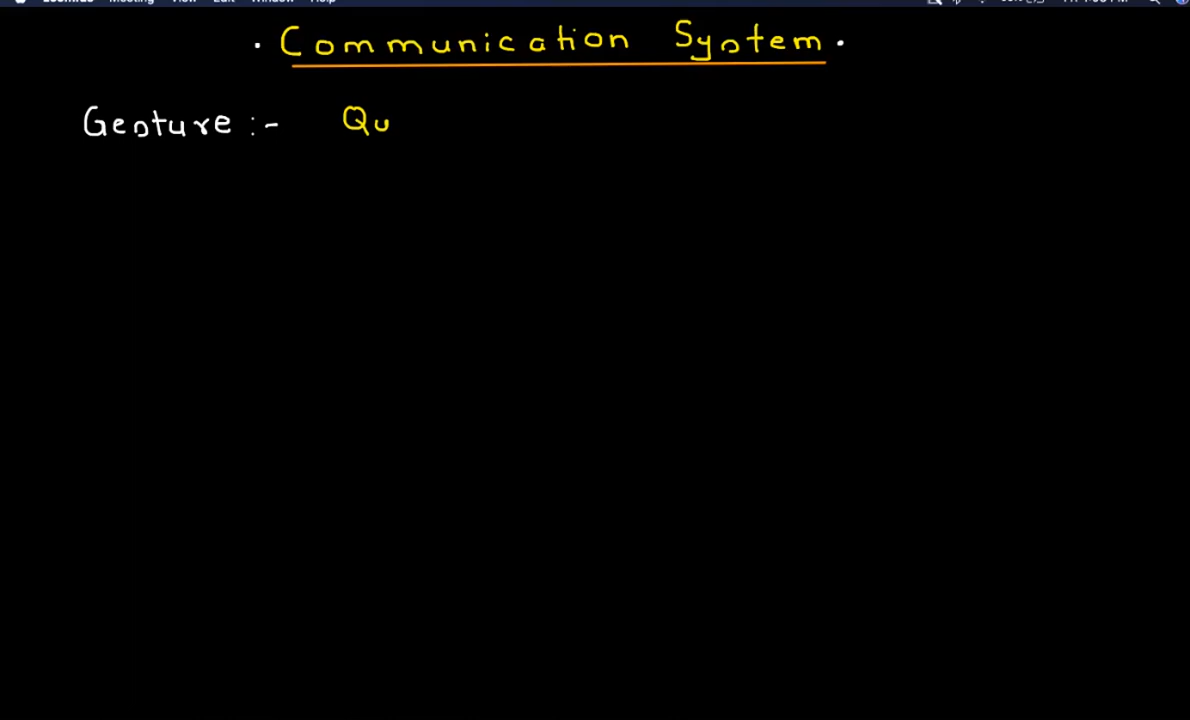 · Communication System ·
Gesture :- Qu